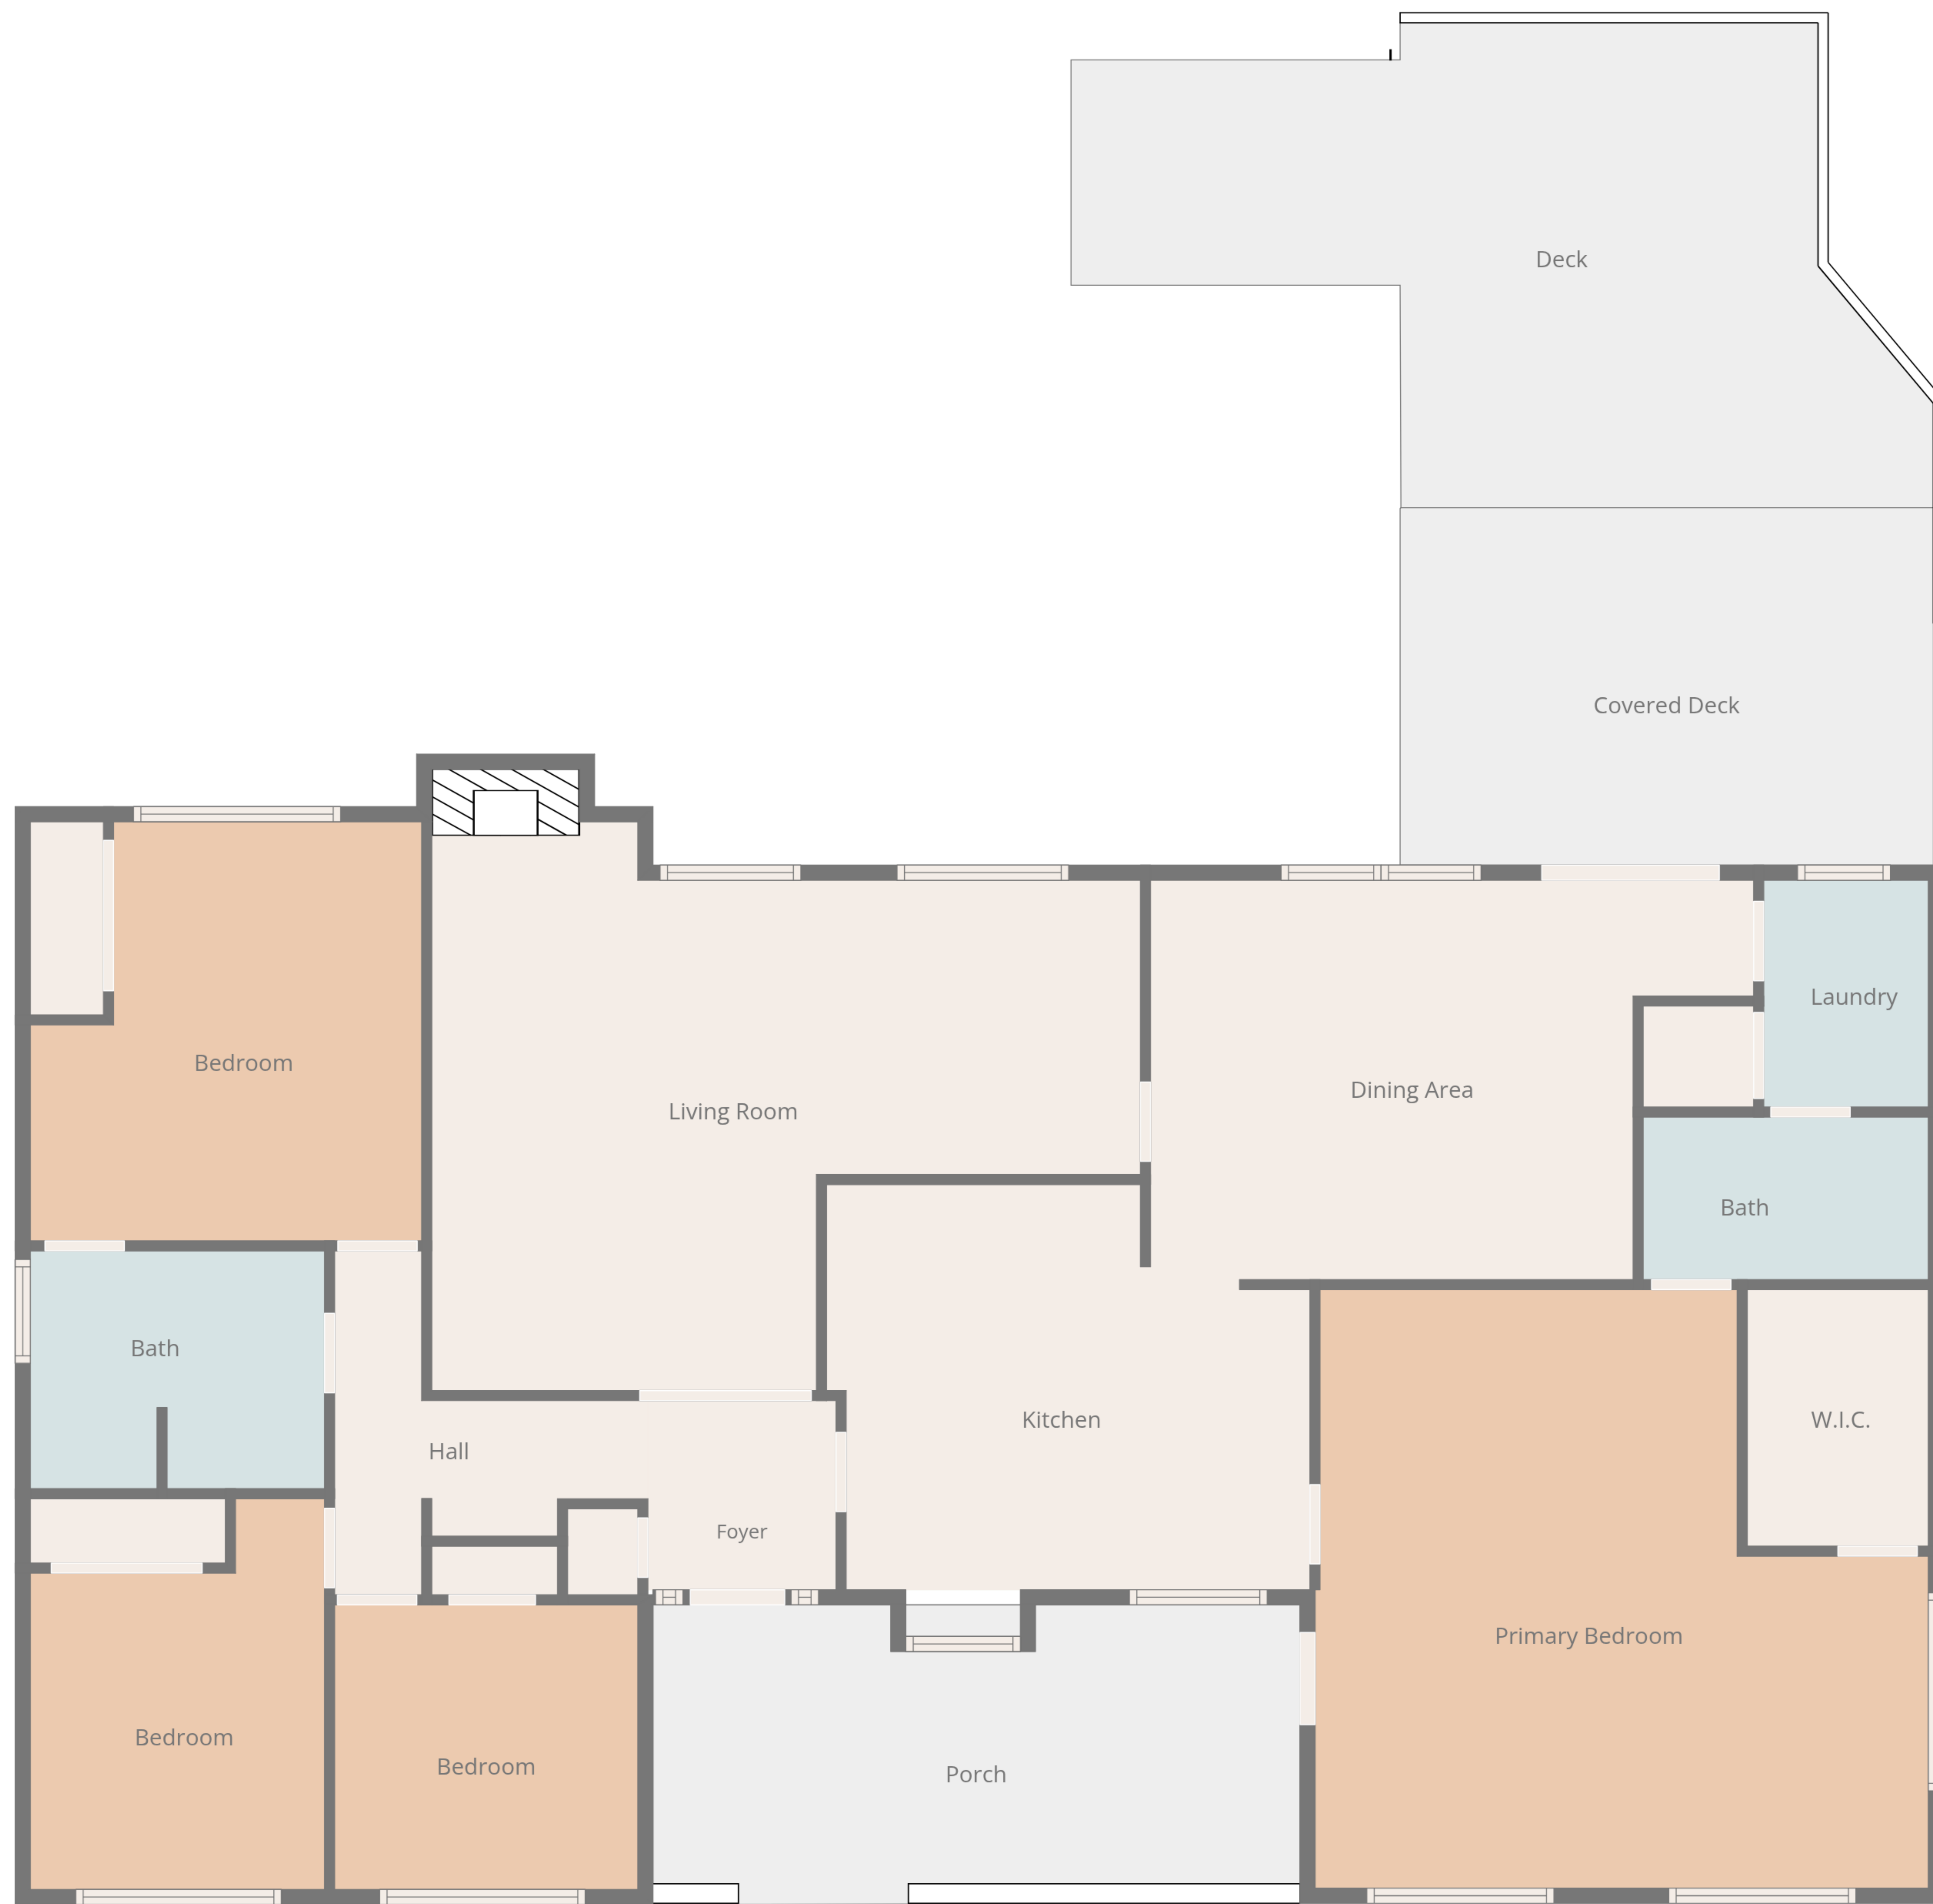 Deck
Covered Deck
Laundry
Bedroom
Dining Area
Living Room
Bath
Bath
Kitchen
W.I.C.
Hall
Foyer
Primary Bedroom
Bedroom
Bedroom
Porch